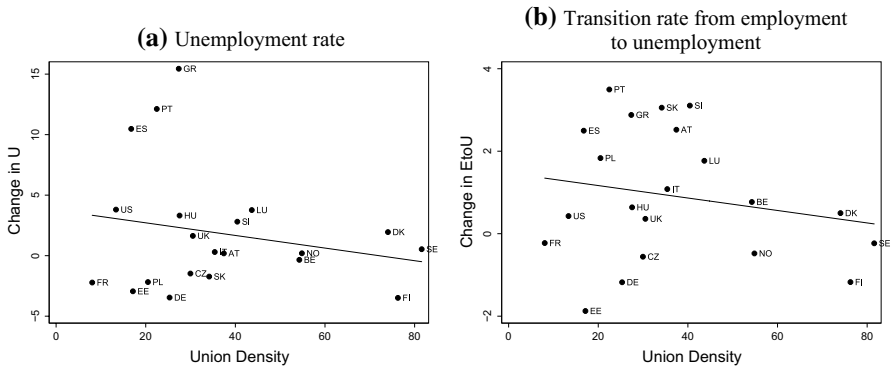 (a) Unemployment rate
Change in U
15
10
5
0
−5
GR
PT
ES
US
HU
LU
SI
UK
DK
IT
AT
NO
BE
SE
CZ
SK
FR
PL
EE
DE
FI
0
20
40
60
80
Union Density
(b) Transition rate from employment
to unemployment
Change in EtoU
4
2
0
−2
PT
SK
SI
GR
ES
AT
PL
LU
IT
BE
HU
DK
US
UK
FR
SE
CZ
NO
DE
FI
EE
0
20
40
60
80
Union Density